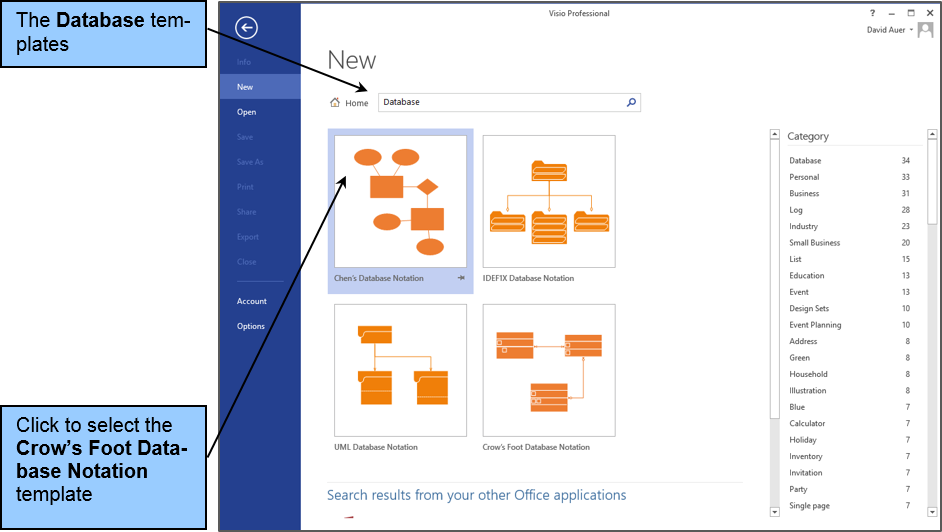 The Database tem-
plates
Click to select the
Crow's Foot Data-
base Notation
template
Visio Professional
?
David Auer
Info
New
Open
Save
Save As
Print
Share
Export
Close
Account
Options
New
Home
Database
Chen's Database Notation
IDEF1X Database Notation
UML Database Notation
Crow's Foot Database Notation
Search results from your other Office applications
Category
Database 34
Personal 33
Business 31
Log 28
Industry 23
Small Business 20
List 15
Education 13
Event 13
Design Sets 10
Event Planning 10
Address 8
Green 8
Household 8
Illustration 8
Blue 7
Calculator 7
Holiday 7
Inventory 7
Invitation 7
Party 7
Single page 7